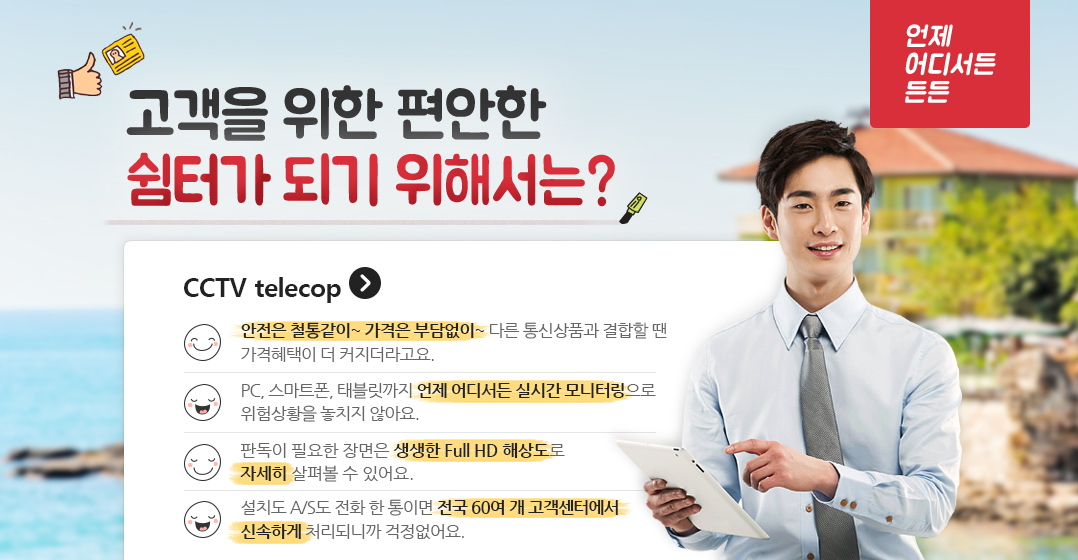 언제
어디서든
든든
고객을 위한 편안한
쉼터가 되기 위해서는?
CCTV telecop
안전은 철통같이~ 가격은 부담없이~ 다른 통신상품과 결합할 땐
가격혜택이 더 커지더라고요.
PC, 스마트폰, 태블릿까지 언제 어디서든 실시간 모니터링으로
위험상황을 놓치지 않아요.
판독이 필요한 장면은 생생한 Full HD 해상도로
자세히 살펴볼 수 있어요.
설치도 A/S도 전화 한 통이면 전국 60여 개 고객센터에서
신속하게 처리되니까 걱정없어요.